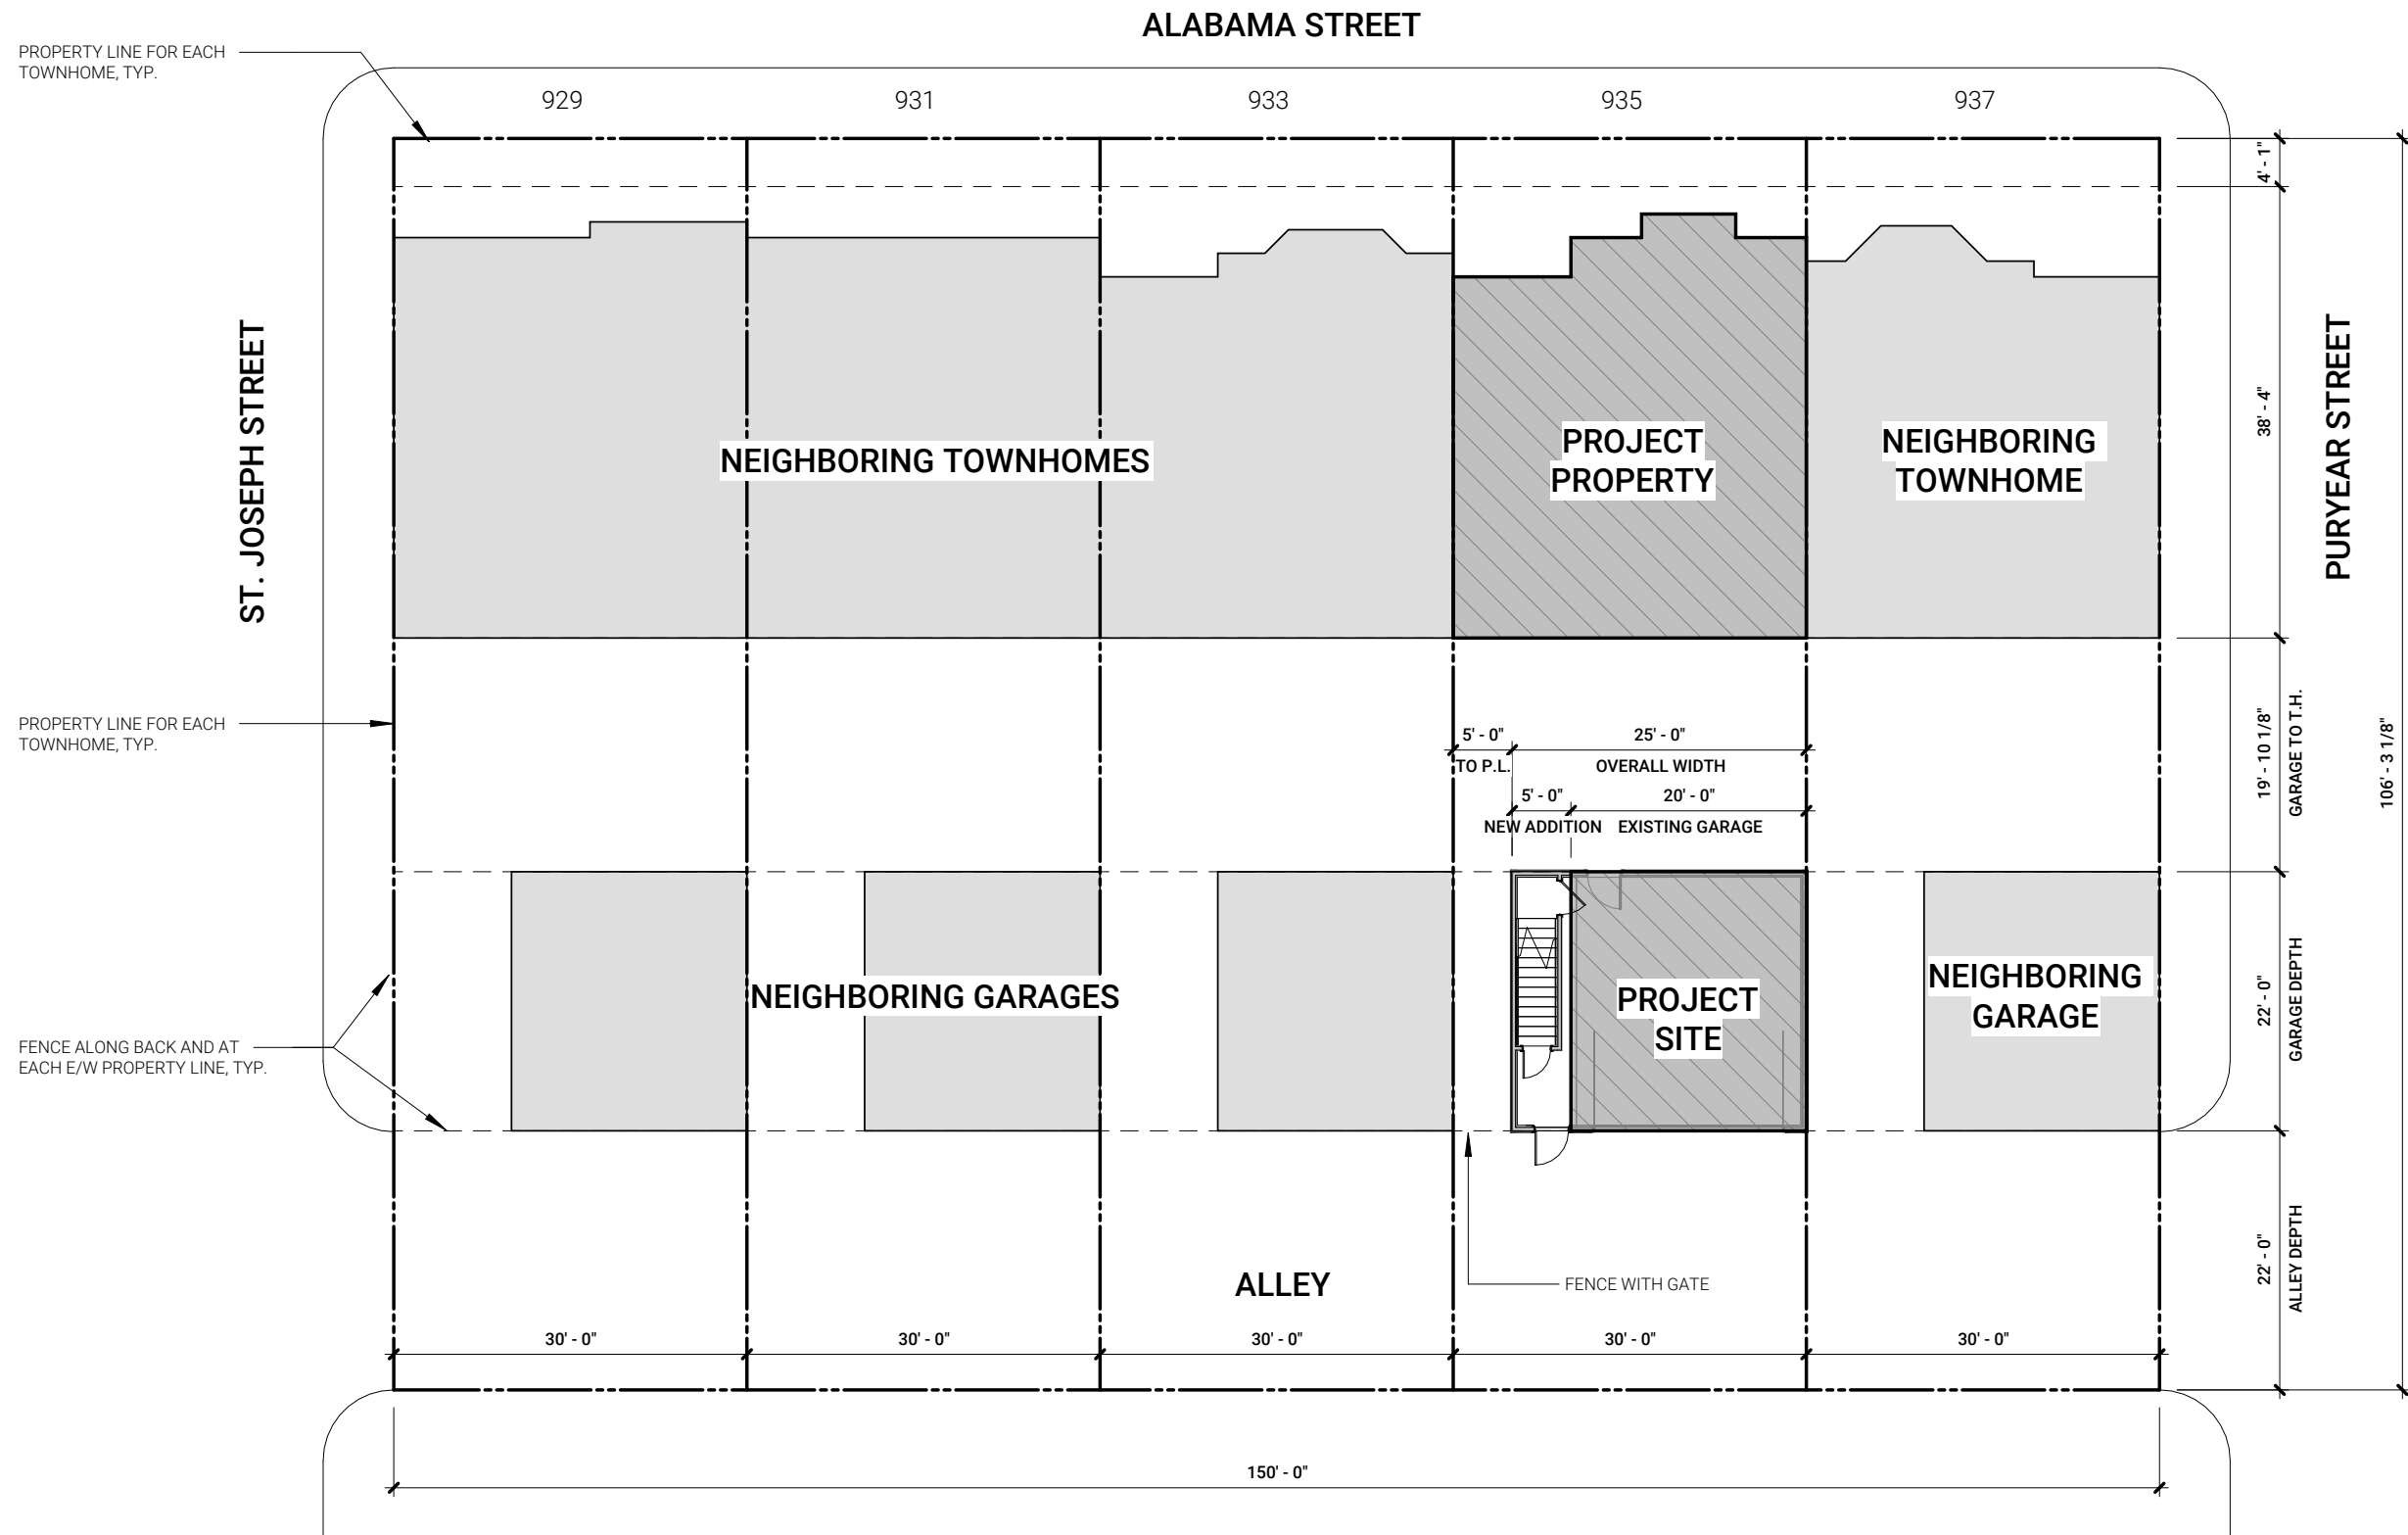 ALABAMA STREET
PROPERTY LINE FOR EACH
TOWNHOME, TYP.
929
931
933
935
937
4' - 1"
38' - 4"
ST. JOSEPH STREET
PURYEAR STREET
NEIGHBORING TOWNHOMES
PROJECT
PROPERTY
NEIGHBORING
TOWNHOME
PROPERTY LINE FOR EACH
TOWNHOME, TYP.
5' - 0"
25' - 0"
TO P.L.
OVERALL WIDTH
5' - 0"
20' - 0"
NEW ADDITION
EXISTING GARAGE
19' - 10 1/8"
GARAGE TO T.H.
106' - 3 1/8"
NEIGHBORING GARAGES
PROJECT
SITE
NEIGHBORING
GARAGE
22' - 0"
GARAGE DEPTH
FENCE ALONG BACK AND AT
EACH E/W PROPERTY LINE, TYP.
ALLEY
FENCE WITH GATE
22' - 0"
ALLEY DEPTH
30' - 0"
30' - 0"
30' - 0"
30' - 0"
30' - 0"
150' - 0"